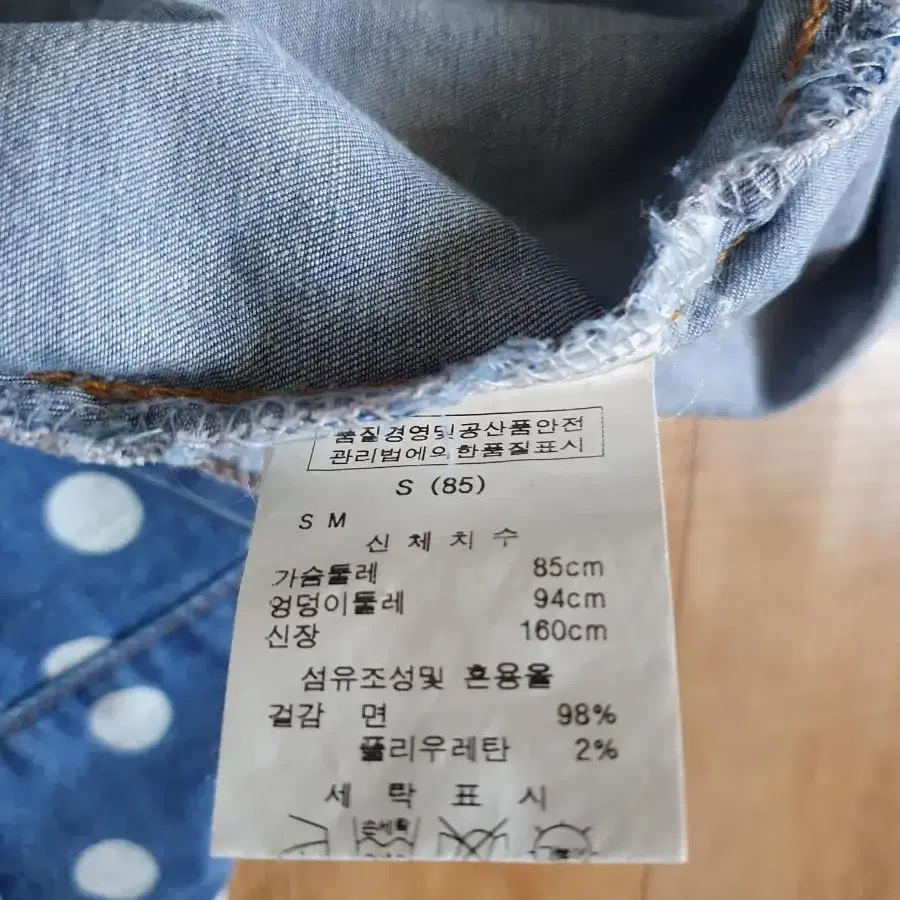 품질경영및공산품안전
관리법에의한품질표시
S (85)
S M
신 체 치 수
가슴둘레 85cm
엉덩이둘레 94cm
신장 160cm
섬유조성및 혼용율
겉감 면 98%
폴리우레탄 2%
세 탁 표 시
손세탁